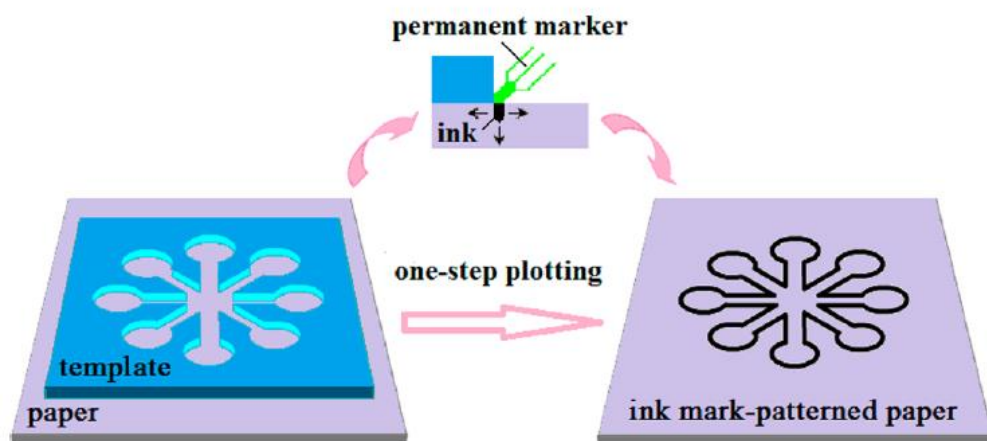 permanent marker
ink
one-step plotting
template
paper
ink mark-patterned paper